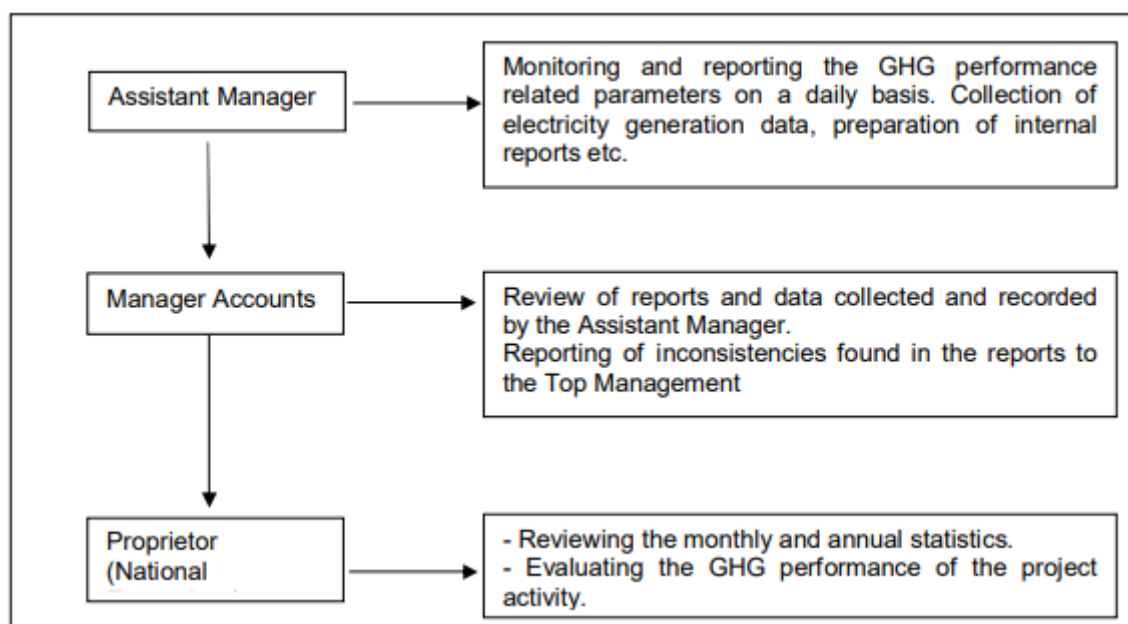 Assistant Manager
Monitoring and reporting the GHG performance
related parameters on a daily basis. Collection of
electricity generation data, preparation of internal
reports etc.
Manager Accounts
Review of reports and data collected and recorded
by the Assistant Manager.
Reporting of inconsistencies found in the reports to
the Top Management
Proprietor
(National
- Reviewing the monthly and annual statistics.
- Evaluating the GHG performance of the project
activity.